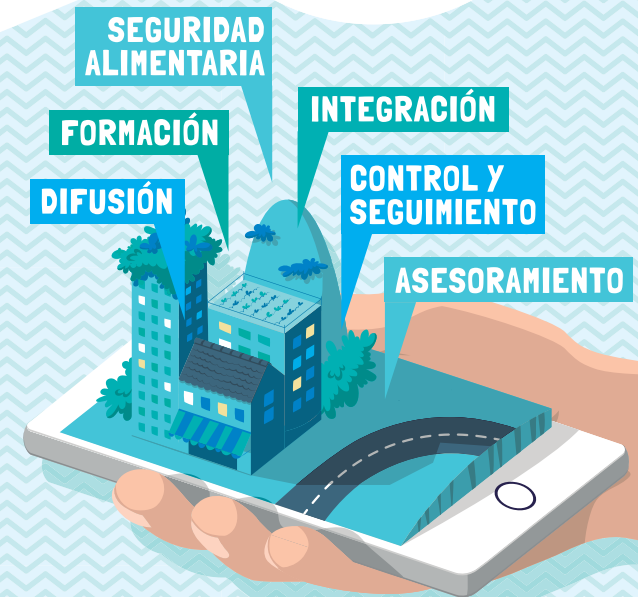 SEGURIDAD
ALIMENTARIA
FORMACIÓN
INTEGRACIÓN
DIFUSIÓN
CONTROL Y
SEGUIMIENTO
ASESORAMIENTO